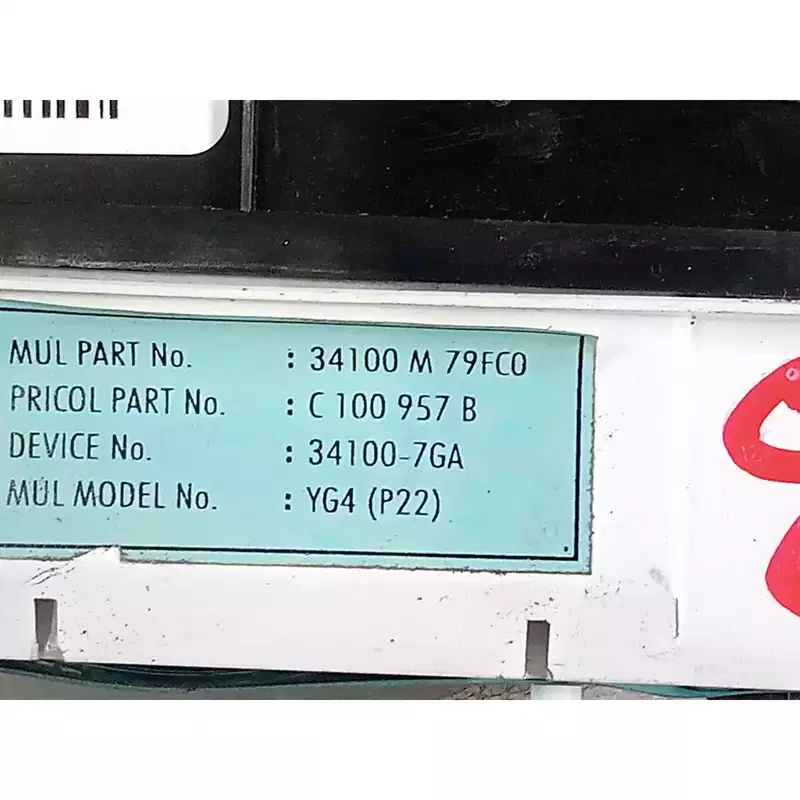 MUL PART No. : 34100 M 79FC0
PRICOL PART No. : C 100 957 B
DEVICE No. : 34100-7GA
MUL MODEL No. : YG4 (P22)